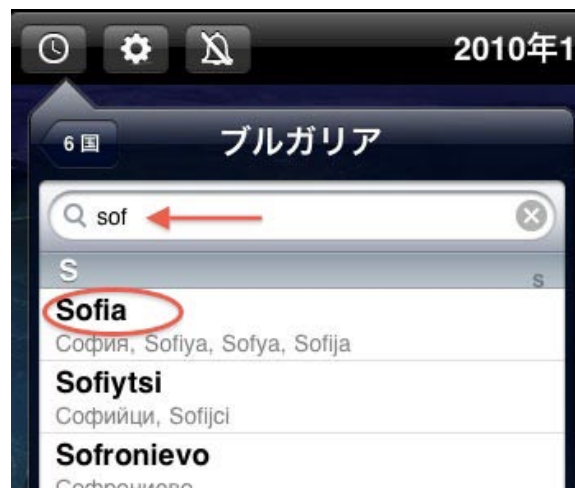 2010年1
6国
ブルガリア
sof
S
s
Sofia
София, Sofiya, Sofya, Sofija
Sofiytsi
Софийци, Sofijci
Sofronievo
Софрониево